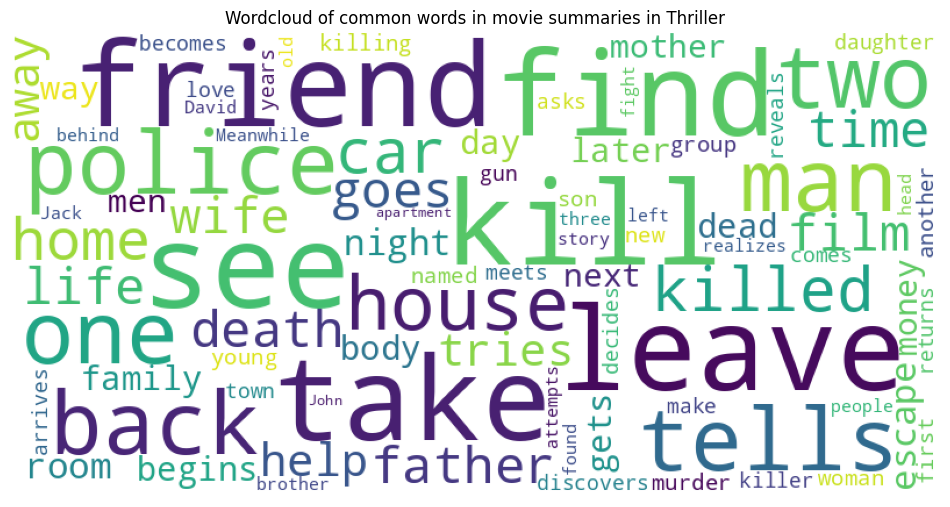 Wordcloud of common words in movie summaries in Thriller
away
way
becomes
friend
love
David
years
old
killing
find
asks
fight
mother
reveals
two
daughter
time
behind
Meanwhile
police
car
day
later
group
man
Jack
men
wife
goes
apartment
gun
kill
son
three
story
left
new
dead
realizes
film
comes
head
another
home
see
night
named
meets
next
life
one
death
house
body
tries
decides
killed
leave
money
escape
returns
first
young
family
town
arrives
back
take
John
attempts
found
gets
make
people
tells
room
begins
brother
help
father
discovers
murder
killer
woman